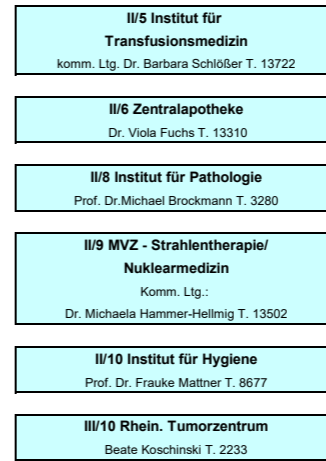 II/5 Institut für
Transfusionsmedizin
komm. Ltg. Dr. Barbara Schlößer T. 13722
II/6 Zentralapotheke
Dr. Viola Fuchs T. 13310
II/8 Institut für Pathologie
Prof. Dr.Michael Brockmann T. 3280
II/9 MVZ - Strahlentherapie/
Nuklearmedizin
Komm. Ltg.:
Dr. Michaela Hammer-Hellmig T. 13502
II/10 Institut für Hygiene
Prof. Dr. Frauke Mattner T. 8677
III/10 Rhein. Tumorzentrum
Beate Koschinski T. 2233